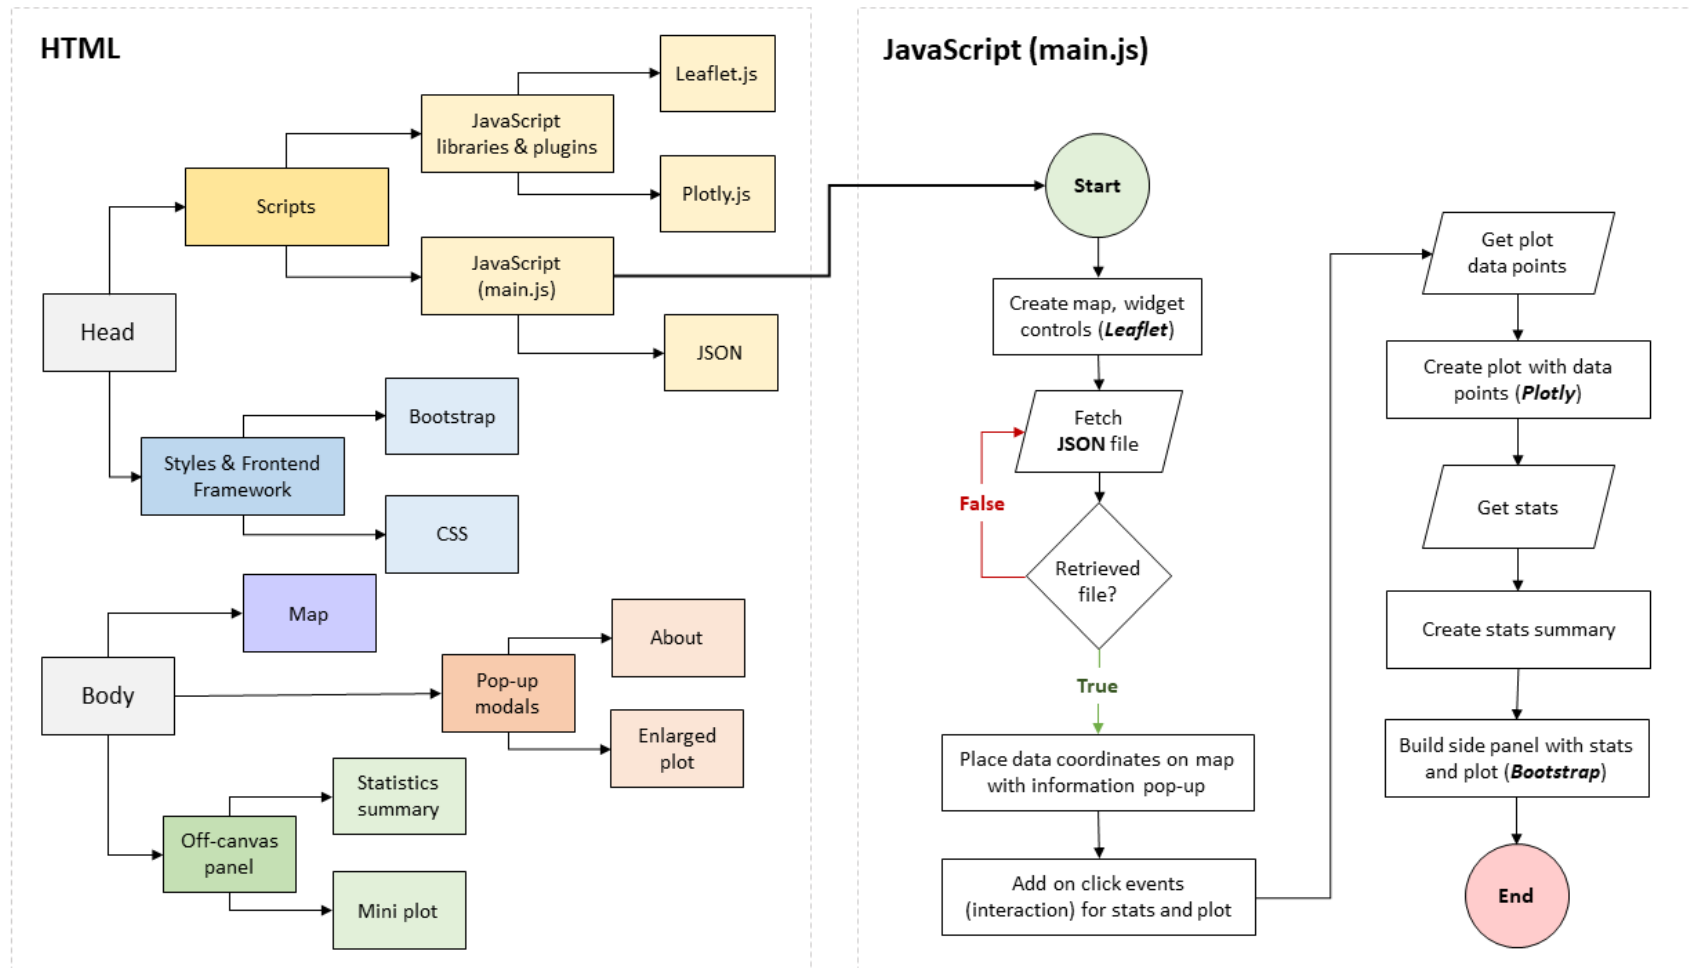 HTML
Leaflet.js
JavaScript
libraries & plugins
Plotly.js
Scripts
JavaScript
(main.js)
JSON
Head
Bootstrap
Styles & Frontend
Framework
CSS
Map
About
Body
Pop-up
modals
Enlarged
plot
Statistics
summary
Off-canvas
panel
Mini plot
JavaScript (main.js)
Start
Create map, widget
controls (Leaflet)
Fetch
JSON file
False
Retrieved
file?
True
Place data coordinates on map
with information pop-up
Add on click events
(interaction) for stats and plot
Get plot
data points
Create plot with data
points (Plotly)
Get stats
Create stats summary
Build side panel with stats
and plot (Bootstrap)
End